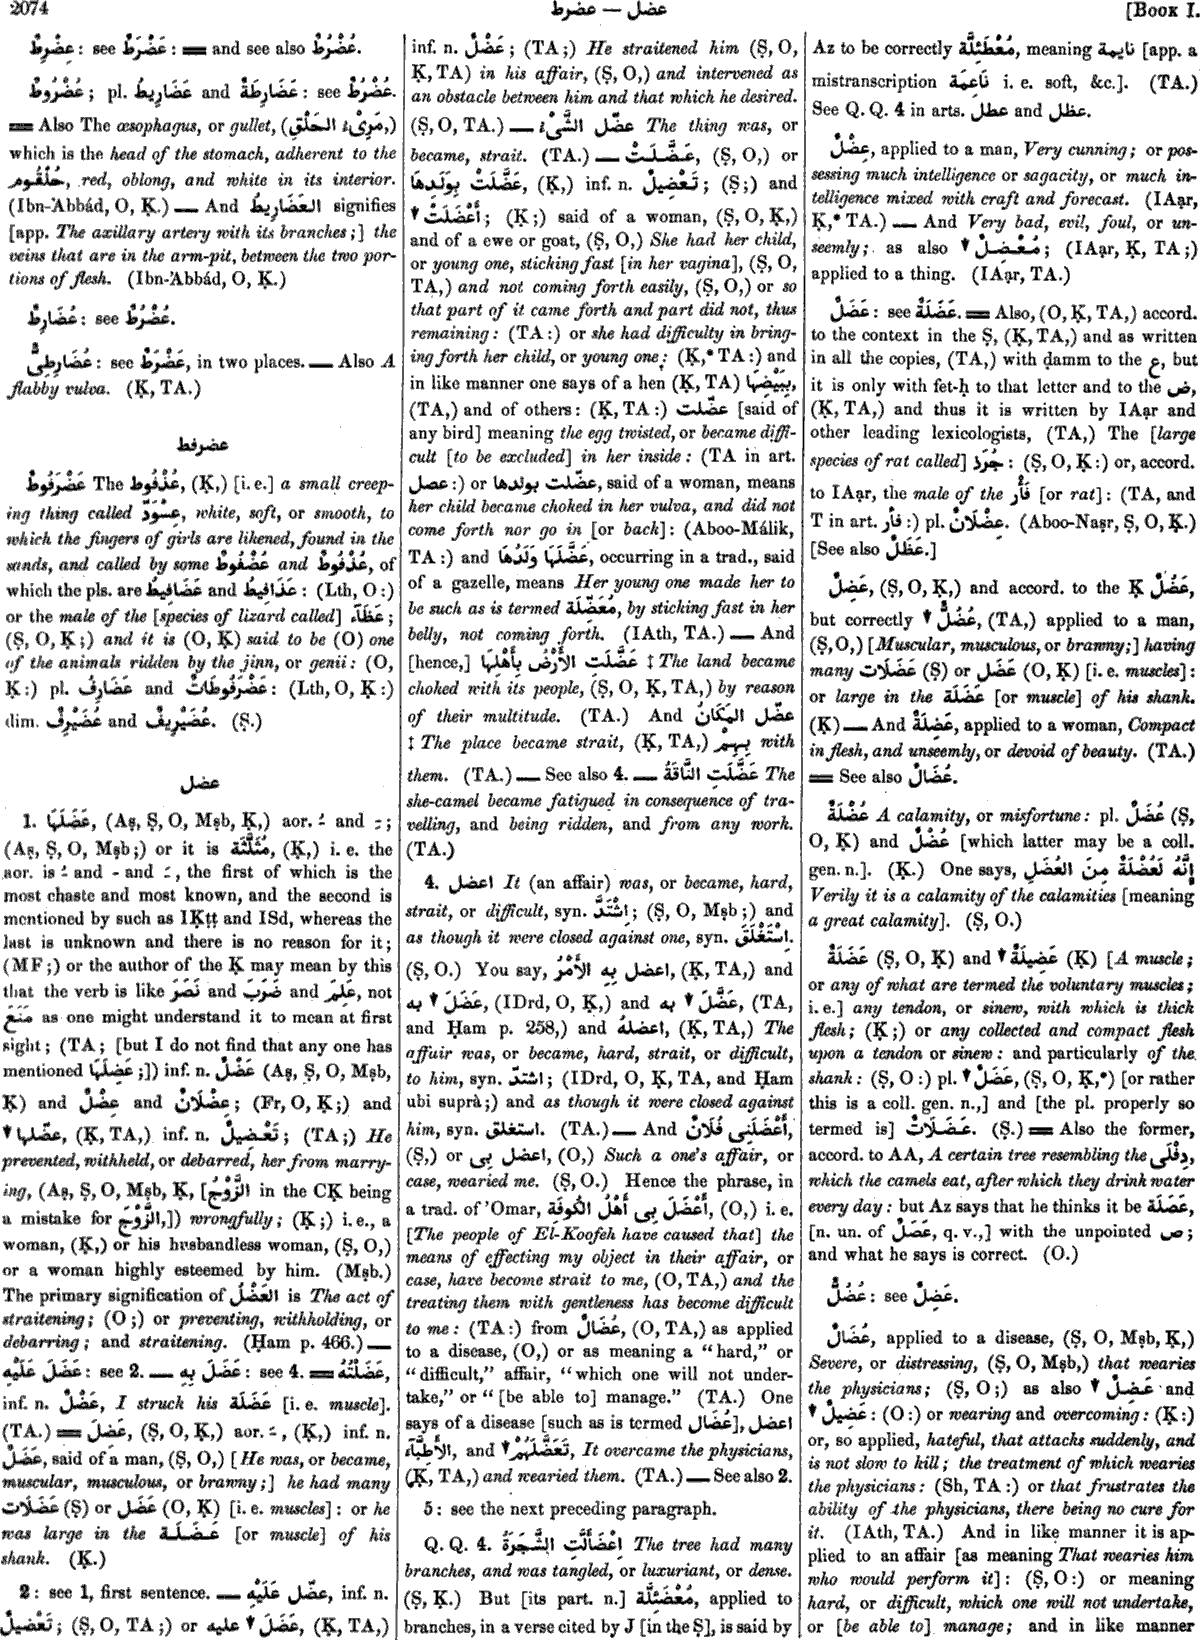 2074
عضل — عضرط
[BOOK I.
عِضْرِطٌ : see عَضْرَطٌ : ═ and see also عُضْرُطٌ.
عُضْرُوطٌ ; pl. عَضَارِيطُ and عَضَارِطَةٌ : see عُضْرُطٌ.
═ Also The œsophagus, or gullet, (مَرِىْءُ الحَلْقِ,)
which is the head of the stomach, adherent to the
حُلْقُوم, red, oblong, and white in its interior.
(Ibn-'Abbád, O, Ḳ.) — And العَضَارِيطُ signifies
[app. The axillary artery with its branches;] the
veins that are in the arm-pit, between the two por-
tions of flesh. (Ibn-'Abbád, O, Ḳ.)
عُضَارِطٌ : see عُضْرُطٌ.
عُضَارِطِىٌّ : see عَضْرَطٌ, in two places. — Also A
flabby vulva. (Ḳ, TA.)
عضرفط
عَضْرَفُوطٌ The عُذْفُوط, (Ḳ,) [i. e.] a small creep-
ing thing called عِسْوَدّ, white, soft, or smooth, to
which the fingers of girls are likened, found in the
sands, and called by some عُضْفُوطٌ and عُذْفُوطٌ, of
which the pls. are عَضَافِيطُ and عَذَافِيطُ : (Lth, O :)
or the male of the [species of lizard called] عَظَآء ;
(Ṣ, O, Ḳ ;) and it is (O, Ḳ) said to be (O) one
of the animals ridden by the jinn, or genii : (O,
Ḳ :) pl. عَضَارِفُ and عَضْرَفُوطَاتٌ : (Lth, O, Ḳ :)
dim. عُضَيْرِفٌ and عُضَيْرِيفٌ. (Ṣ.)
عضل
1. عَضَلَهَا, (Aṣ, Ṣ, O, Mṣb, Ḳ,) aor. ـُ and ـِ ;
(Aṣ, Ṣ, O, Mṣb ;) or it is مُثَلَّثَة, (Ḳ,) i. e. the
aor. is ـُ and ـِ and ـَ, the first of which is the
most chaste and most known, and the second is
mentioned by such as IḲṭṭ and ISd, whereas the
last is unknown and there is no reason for it ;
(MF ;) or the author of the Ḳ may mean by this
that the verb is like نَصَرَ and ضَرَبَ and عَلِمَ, not
مَنَعَ as one might understand it to mean at first
sight ; (TA ; [but I do not find that any one has
mentioned عَضِلَهَا ;]) inf. n. عَضْلٌ (Aṣ, Ṣ, O, Mṣb,
Ḳ) and عِضْلٌ and عِضْلَانٌ ; (Fr, O, Ḳ ;) and
▼ عضّلها, (Ḳ, TA,) inf. n. تَعْضِيلٌ ; (TA ;) He
prevented, withheld, or debarred, her from marry-
ing, (Aṣ, Ṣ, O, Mṣb, Ḳ, [الزَّوْجُ in the CḲ being
a mistake for الزَّوْجَ,]) wrongfully ; (Ḳ ;) i. e., a
woman, (Ḳ,) or his husbandless woman, (Ṣ, O,)
or a woman highly esteemed by him. (Mṣb.)
The primary signification of العَضْلُ is The act of
straitening ; (O ;) or preventing, withholding, or
debarring ; and straitening. (Ḥam p. 466.) —
عَضَلَ عَلَيْهِ : see 2. — عَضَلَ بِهِ : see 4. ═ عَضَلْتُهُ,
inf. n. عَضْلٌ, I struck his عَضَلَة [i. e. muscle].
(TA.) ═ عَضِلَ, (Ṣ, O, Ḳ,) aor. ـَ, (Ḳ,) inf. n.
عَضَلٌ, said of a man, (Ṣ, O,) [He was, or became,
muscular, musculous, or brawny ;] he had many
عَضَلَات (Ṣ) or عَضَل (O, Ḳ) [i. e. muscles] : or he
was large in the عَضَلَة [or muscle] of his
shank. (Ḳ.)
2 : see 1, first sentence. — عضّل عَلَيْهِ, inf. n.
تَعْضِيلٌ ; (Ṣ, O, TA ;) or عليه ▼ عَضَلَ, (Ḳ, TA,)
inf. n. عَضْلٌ ; (TA ;) He straitened him (Ṣ, O,
Ḳ, TA) in his affair, (Ṣ, O,) and intervened as
an obstacle between him and that which he desired.
(Ṣ, O, TA.) — عضّل الشَّىْءُ The thing was, or
became, strait. (TA.) — عَضَّلَتْ, (Ṣ, O,) or
عَضَّلَتْ بِوَلَدِهَا, (Ḳ,) inf. n. تَعْضِيلٌ ; (Ṣ ;) and
▼ أَعْضَلَتْ ; (Ḳ ;) said of a woman, (Ṣ, O, Ḳ,)
and of a ewe or goat, (Ṣ, O,) She had her child,
or young one, sticking fast [in her vagina], (Ṣ, O,
TA,) and not coming forth easily, (Ṣ, O,) or so
that part of it came forth and part did not, thus
remaining : (TA :) or she had difficulty in bring-
ing forth her child, or young one ; (Ḳ,* TA :) and
in like manner one says of a hen (Ḳ, TA) بِبَيْضِهَا,
(TA,) and of others : (Ḳ, TA :) عضّلت [said of
any bird] meaning the egg twisted, or became diffi-
cult [to be excluded] in her inside : (TA in art.
عصل :) or عضّلت بولدها, said of a woman, means
her child became choked in her vulva, and did not
come forth nor go in [or back] : (Aboo-Málik,
TA :) and عَضَّلَهَا وَلَدُهَا, occurring in a trad., said
of a gazelle, means Her young one made her to
be such as is termed مُعَضِّلَة, by sticking fast in her
belly, not coming forth. (IAth, TA.) — And
[hence,] عَضَّلَتِ الأَرْضُ بِأَهْلِهَا ‡ The land became
choked with its people, (Ṣ, O, Ḳ, TA,) by reason
of their multitude. (TA.) And عضّل المَكَانُ
‡ The place became strait, (Ḳ, TA,) بِهِمْ with
them. (TA.) — See also 4. — عَضَّلَتِ النَّاقَةُ The
she-camel became fatigued in consequence of tra-
velling, and being ridden, and from any work.
(TA.)
4. اعضل It (an affair) was, or became, hard,
strait, or difficult, syn. اِشْتَدَّ ; (Ṣ, O, Mṣb ;) and
as though it were closed against one, syn. اِسْتَغْلَقَ.
(Ṣ, O.) You say, اعضل بِهِ الأَمْرُ, (Ḳ, TA,) and
به ▼ عَضَلَ, (IDrd, O, Ḳ,) and به ▼ عَضَّلَ, (TA,
and Ḥam p. 258,) and اعضلهُ, (Ḳ, TA,) The
affair was, or became, hard, strait, or difficult,
to him, syn. اشتدّ ; (IDrd, O, Ḳ, TA, and Ḥam
ubi suprà ;) and as though it were closed against
him, syn. استغلق. (TA.) — And أَعْضَلَنِى فُلَانٌ,
(Ṣ,) or اعضل بِى, (O,) Such a one's affair, or
case, wearied me. (Ṣ, O.) Hence the phrase, in
a trad. of 'Omar, أَعْضَلَ بِى أَهْلُ الكُوفَةِ, (O,) i. e.
[The people of El-Koofeh have caused that] the
means of effecting my object in their affair, or
case, have become strait to me, (O, TA,) and the
treating them with gentleness has become difficult
to me : (TA :) from عُضَالٌ, (O, TA,) as applied
to a disease, (O,) or as meaning a “hard,” or
“difficult,” affair, “which one will not under-
take,” or “[be able to] manage.” (TA.) One
says of a disease [such as is termed عُضَال], اعضل
الأَطِبَّآءَ, and ▼ تَعَضَّلَهُمْ, It overcame the physicians,
(Ḳ, TA,) and wearied them. (TA.) — See also 2.
5 : see the next preceding paragraph.
Q. Q. 4. اِعْضَأَلَّتِ الشَّجَرَةُ The tree had many
branches, and was tangled, or luxuriant, or dense.
(Ṣ, Ḳ.) But [its part. n.] مُعْضَئِلَّة, applied to
branches, in a verse cited by J [in the Ṣ], is said by
Az to be correctly مُعْطَئِلَّة, meaning نايمة [app. a
mistranscription نَاعِمَة i. e. soft, &c.]. (TA.)
See Q. Q. 4 in arts. عطل and عظل.
عِضْلٌ, applied to a man, Very cunning ; or pos-
sessing much intelligence or sagacity, or much in-
telligence mixed with craft and forecast. (IAạr,
Ḳ,* TA.) — And Very bad, evil, foul, or un-
seemly ; as also ▼ مُعْضِلٌ ; (IAạr, Ḳ, TA ;)
applied to a thing. (IAạr, TA.)
عَضَلٌ : see عَضَلَةٌ. ═ Also, (O, Ḳ, TA,) accord.
to the context in the Ṣ, (Ḳ, TA,) and as written
in all the copies, (TA,) with ḍamm to the ع, but
it is only with fet-ḥ to that letter and to the ض,
(Ḳ, TA,) and thus it is written by IAạr and
other leading lexicologists, (TA,) The [large
species of rat called] جُرَذ : (Ṣ, O, Ḳ :) or, accord.
to IAạr, the male of the فَأْر [or rat] : (TA, and
T in art. فأر :) pl. عِضْلَانٌ. (Aboo-Naṣr, Ṣ, O, Ḳ.)
[See also عَظَلٌ.]
عَضِلٌ, (Ṣ, O, Ḳ,) and accord. to the Ḳ عَضُلٌ,
but correctly ▼ عُضُلٌّ, (TA,) applied to a man,
(Ṣ, O,) [Muscular, musculous, or brawny ;] having
many عَضَلَات (Ṣ) or عَضَل (O, Ḳ) [i. e. muscles] :
or large in the عَضَلَة [or muscle] of his shank.
(Ḳ) — And عَضِلَةٌ, applied to a woman, Compact
in flesh, and unseemly, or devoid of beauty. (TA.)
═ See also عُضَالٌ.
عُضْلَةٌ A calamity, or misfortune : pl. عُضَلٌ (Ṣ,
O, Ḳ) and عُضْلٌ [which latter may be a coll.
gen. n.]. (Ḳ.) One says, إِنَّهُ لَعُضْلَةٌ مِنَ العُضَلِ
Verily it is a calamity of the calamities [meaning
a great calamity]. (Ṣ, O.)
عَضَلَةٌ (Ṣ, O, Ḳ) and ▼ عَضِيلَةٌ (Ḳ) [A muscle ;
or any of what are termed the voluntary muscles ;
i. e.] any tendon, or sinew, with which is thick
flesh ; (Ḳ ;) or any collected and compact flesh
upon a tendon or sinew : and particularly of the
shank : (Ṣ, O :) pl. ▼ عَضَلٌ, (Ṣ, O, Ḳ,*) [or rather
this is a coll. gen. n.,] and [the pl. properly so
termed is] عَضَلَاتٌ. (Ṣ.) ═ Also the former,
accord. to AA, A certain tree resembling the دِفْلَى,
which the camels eat, after which they drink water
every day : but Az says that he thinks it be عَصَلَة,
[n. un. of عَصَلٌ, q. v.,] with the unpointed ص ;
and what he says is correct. (O.)
عُضُلٌّ : see عَضِلٌ.
عُضَالٌ, applied to a disease, (Ṣ, O, Mṣb, Ḳ,)
Severe, or distressing, (Ṣ, O, Mṣb,) that wearies
the physicians ; (Ṣ, O ;) as also ▼ عَضِلٌ and
▼ عَضِيلٌ : (O :) or wearing and overcoming : (Ḳ :)
or, so applied, hateful, that attacks suddenly, and
is not slow to kill ; the treatment of which wearies
the physicians : (Sh, TA :) or that frustrates the
ability of the physicians, there being no cure for
it. (IAth, TA.) And in like manner it is ap-
plied to an affair [as meaning That wearies him
who would perform it] : (Ṣ, O :) or meaning
hard, or difficult, which one will not undertake,
or [be able to] manage ; and in like manner